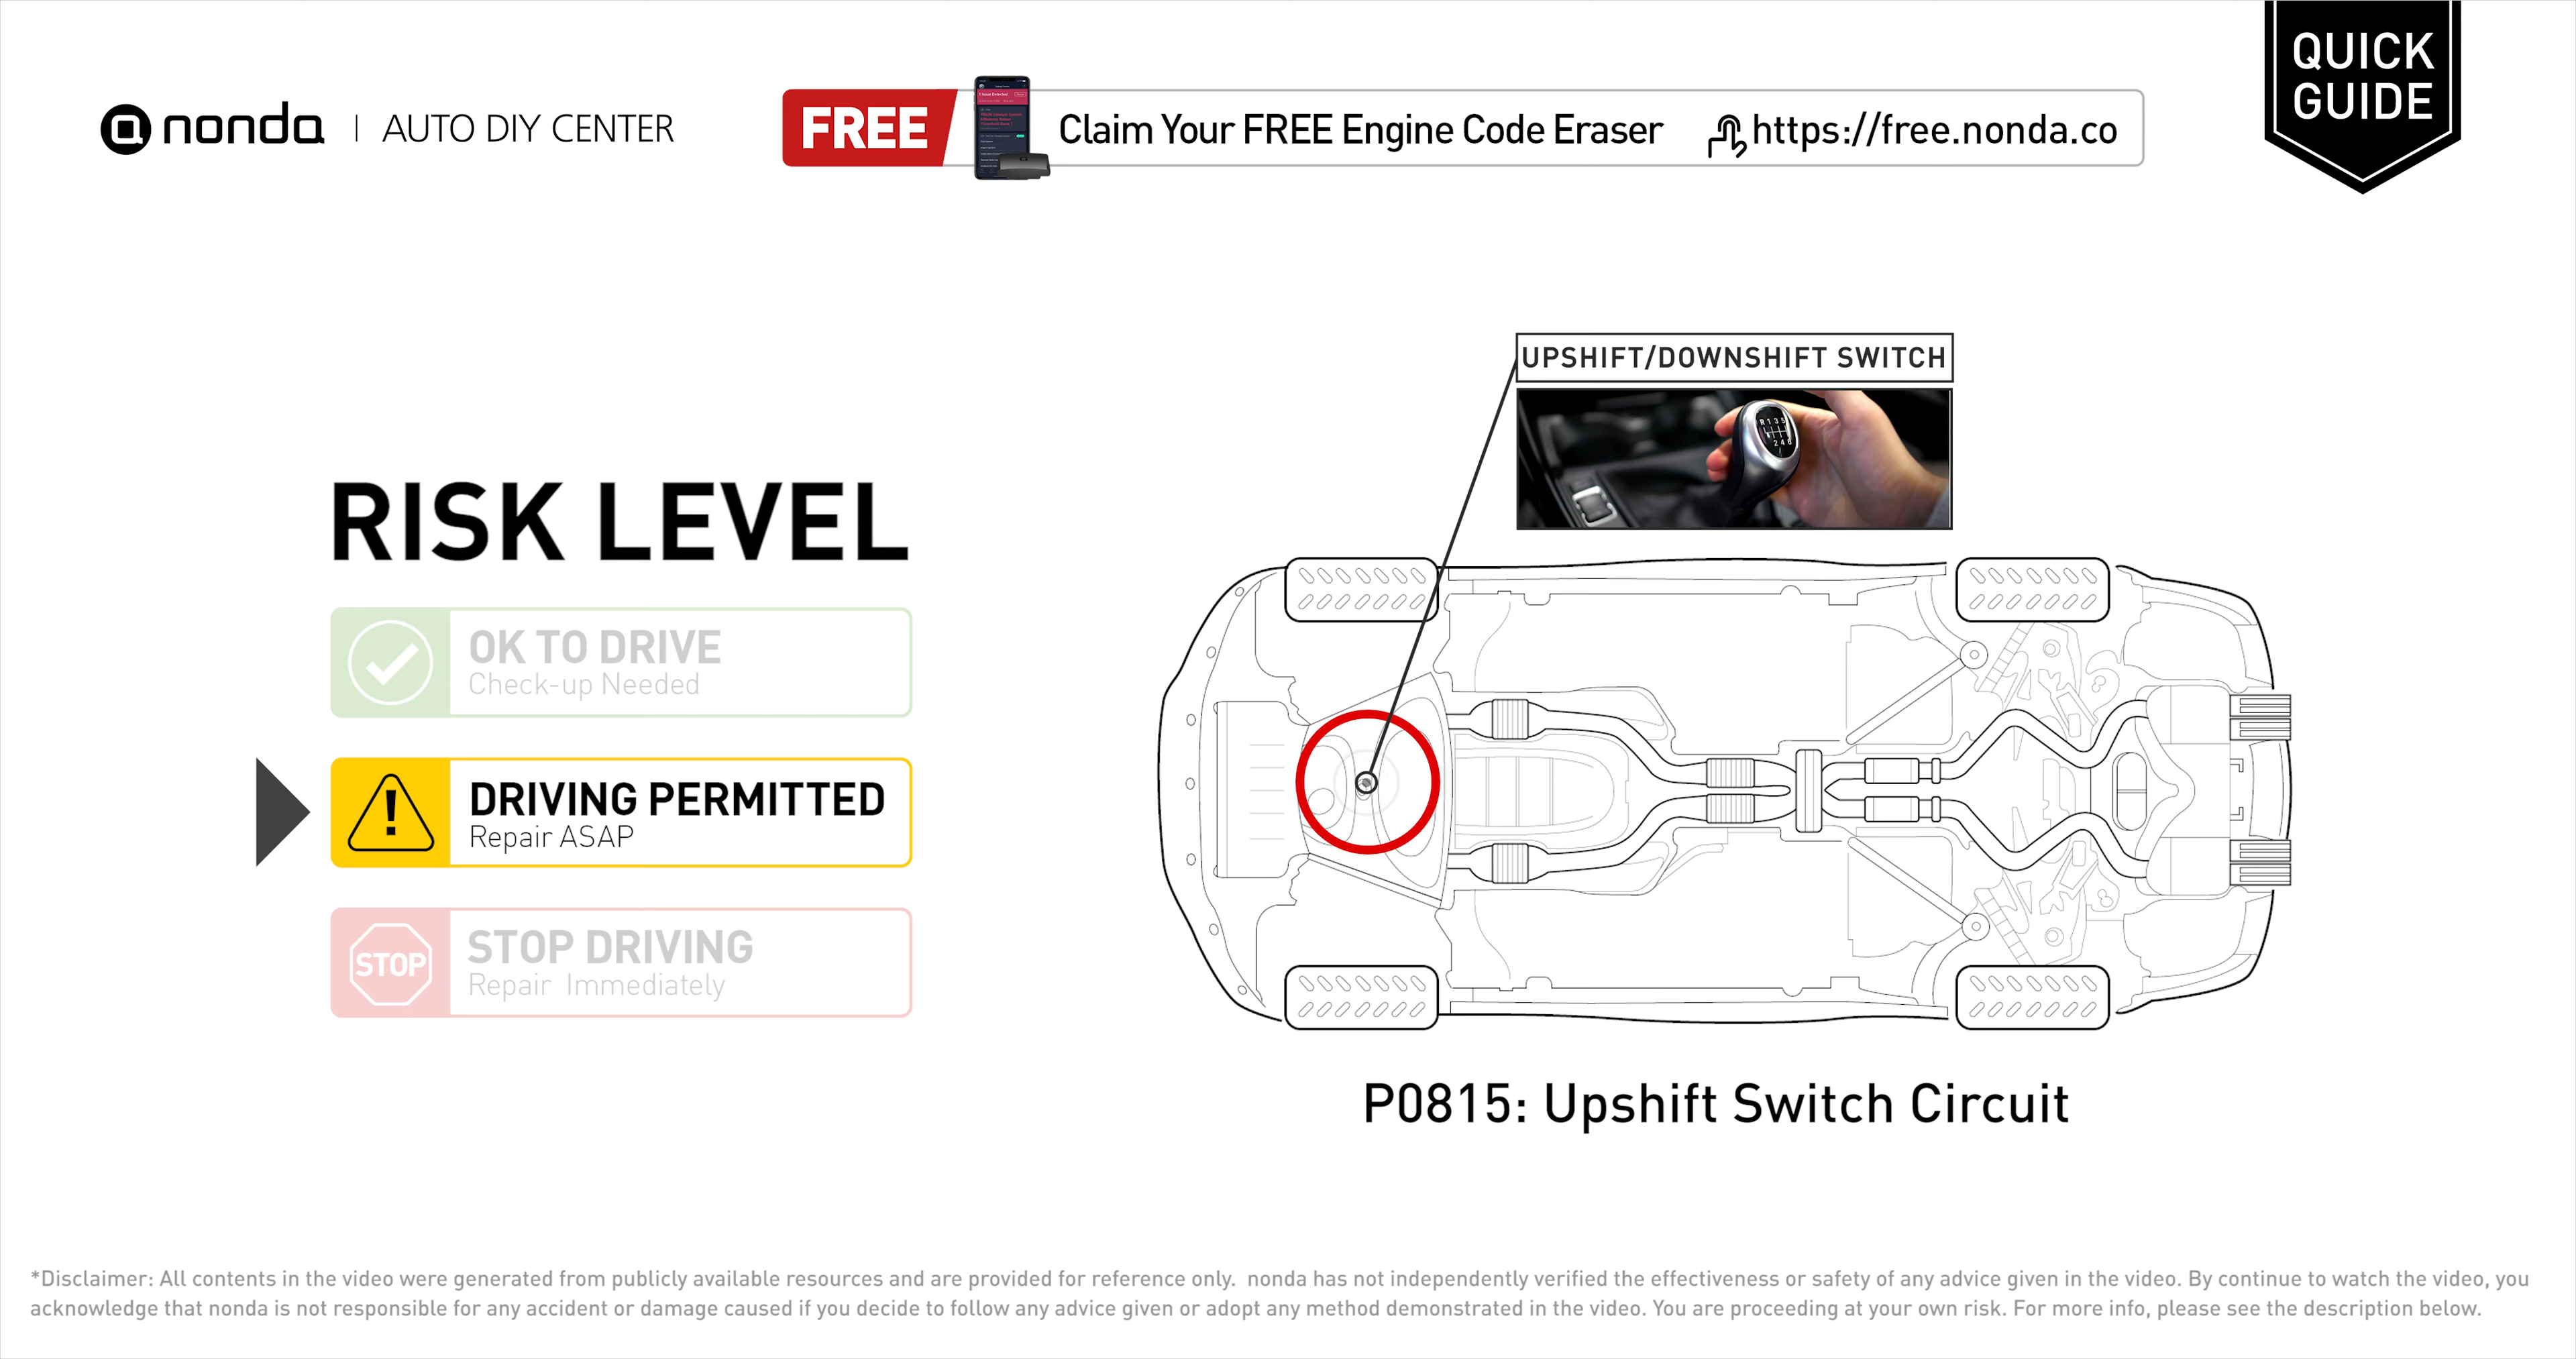 nonda | AUTO DIY CENTER
FREE
Claim Your FREE Engine Code Eraser
https://free.nonda.co
QUICK
GUIDE
UPSHIFT/DOWNSHIFT SWITCH
R 1 3 5
2 4 6
RISK LEVEL
OK TO DRIVE
Check-up Needed
DRIVING PERMITTED
Repair ASAP
STOP
STOP DRIVING
Repair Immediately
P0815: Upshift Switch Circuit
*Disclaimer: All contents in the video were generated from publicly available resources and are provided for reference only. nonda has not independently verified the effectiveness or safety of any advice given in the video. By continue to watch the video, you
acknowledge that nonda is not responsible for any accident or damage caused if you decide to follow any advice given or adopt any method demonstrated in the video. You are proceeding at your own risk. For more info, please see the description below.